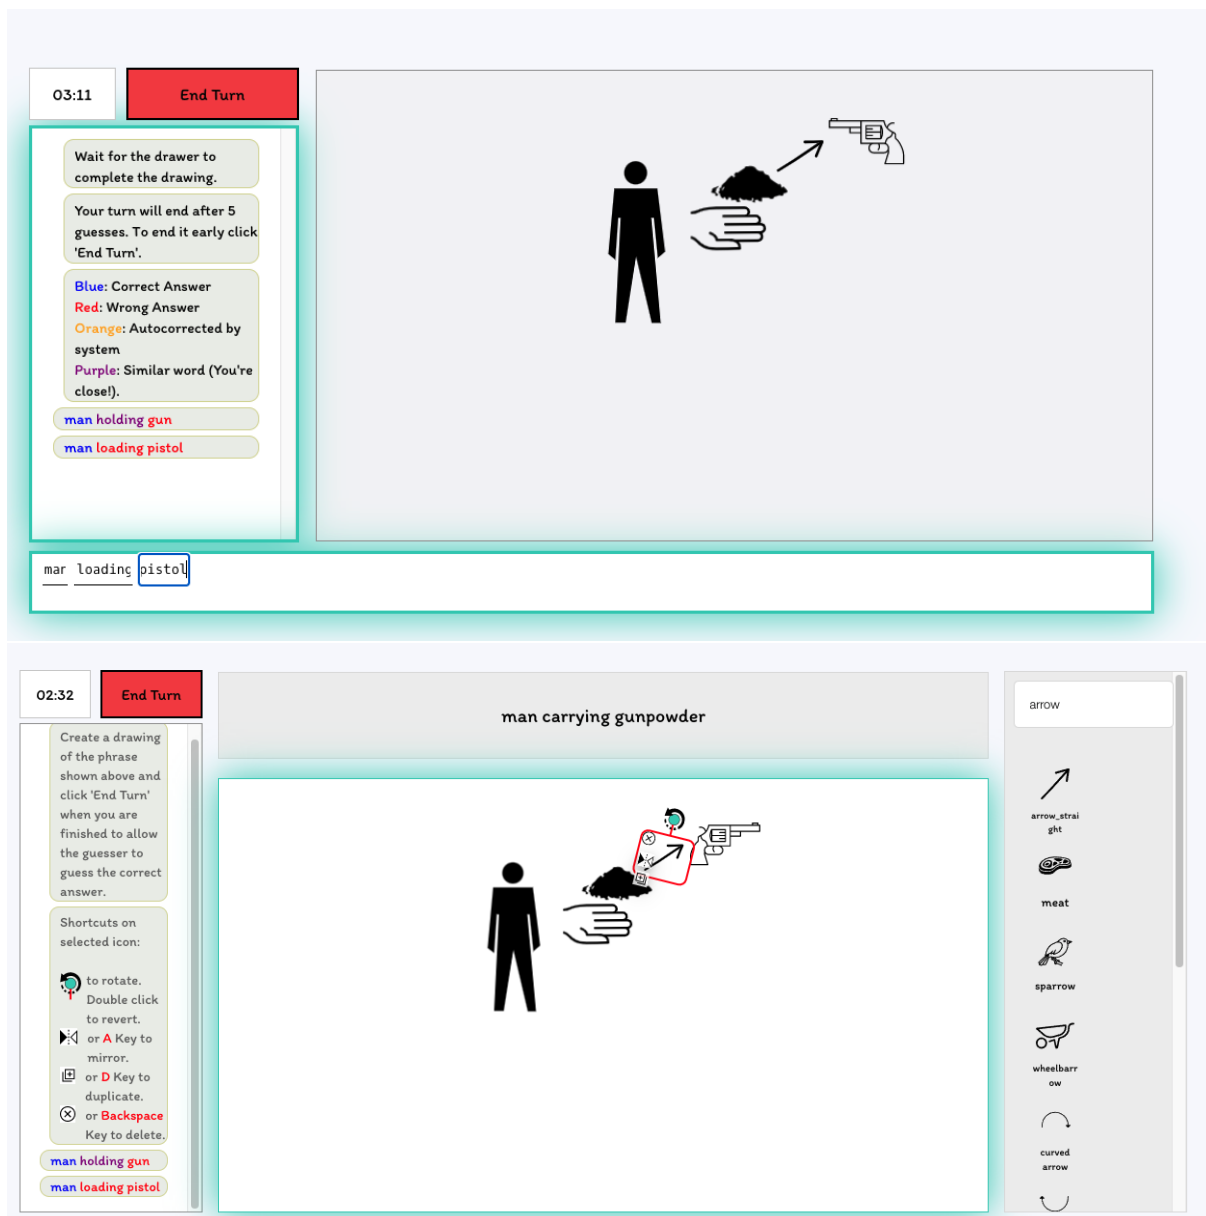 03:11
End Turn
Wait for the drawer to
complete the drawing.
Your turn will end after 5
guesses. To end it early click
'End Turn'.
Blue: Correct Answer
Red: Wrong Answer
Orange: Autocorrected by
system
Purple: Similar word (You're
close!).
man holding gun
man loading pistol
man loading pistol
02:32
End Turn
man carrying gunpowder
arrow
Create a drawing
of the phrase
shown above and
click 'End Turn'
when you are
finished to allow
the guesser to
guess the correct
answer.
Shortcuts on
selected icon:
to rotate.
Double click
to revert.
or A Key to
mirror.
or D Key to
duplicate.
or Backspace
Key to delete.
man holding gun
man loading pistol
arrow_strai
ght
meat
sparrow
wheelbarr
ow
curved
arrow